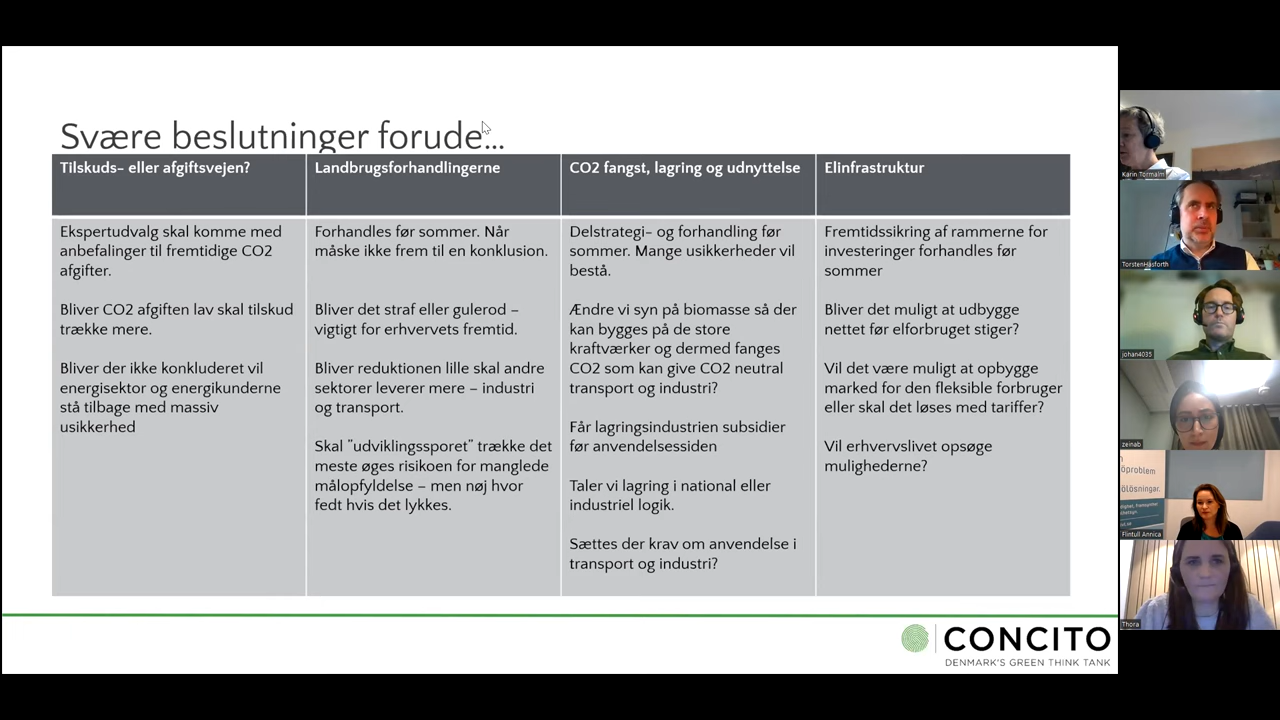 Svære beslutninger forude...
Tilskuds- eller afgiftsvejen?
Ekspertudvalg skal komme med
anbefalinger til fremtidige CO2
afgifter.
Bliver CO2 afgiften lav skal tilskud
trække mere.
Bliver der ikke konkluderet vil
energisektor og energikunderne
stå tilbage med massiv
usikkerhed
Landbrugsforhandlingerne
Forhandles før sommer. Når
måske ikke frem til en konklusion.
Bliver det straf eller gulerod –
vigtigt for erhvervets fremtid.
Bliver reduktionen lille skal andre
sektorer leverer mere – industri
og transport.
Skal ”udviklingssporet” trække det
meste øges risikoen for manglede
målopfyldelse – men nøj hvor
fedt hvis det lykkes.
CO2 fangst, lagring og udnyttelse
Delstrategi- og forhandling før
sommer. Mange usikkerheder vil
bestå.
Ændre vi syn på biomasse så der
kan bygges på de store
kraftværker og dermed fanges
CO2 som kan give CO2 neutral
transport og industri?
Får lagringsindustrien subsidier
før anvendelsessiden
Taler vi lagring i national eller
industriel logik.
Sættes der krav om anvendelse i
transport og industri?
Elinfrastruktur
Fremtidssikring af rammerne for
investeringer forhandles før
sommer
Bliver det muligt at udbygge
nettet før elforbruget stiger?
Vil det være muligt at opbygge
marked for den fleksible forbruger
eller skal det løses med tariffer?
Vil erhvervslivet opsøge
mulighederne?
CONCITO
DENMARK'S GREEN THINK TANK
Karin Tormalm
TorstenHasforth
johan4035
zeinab
öproblem
ölösningar.
Flintull Annica
Thora